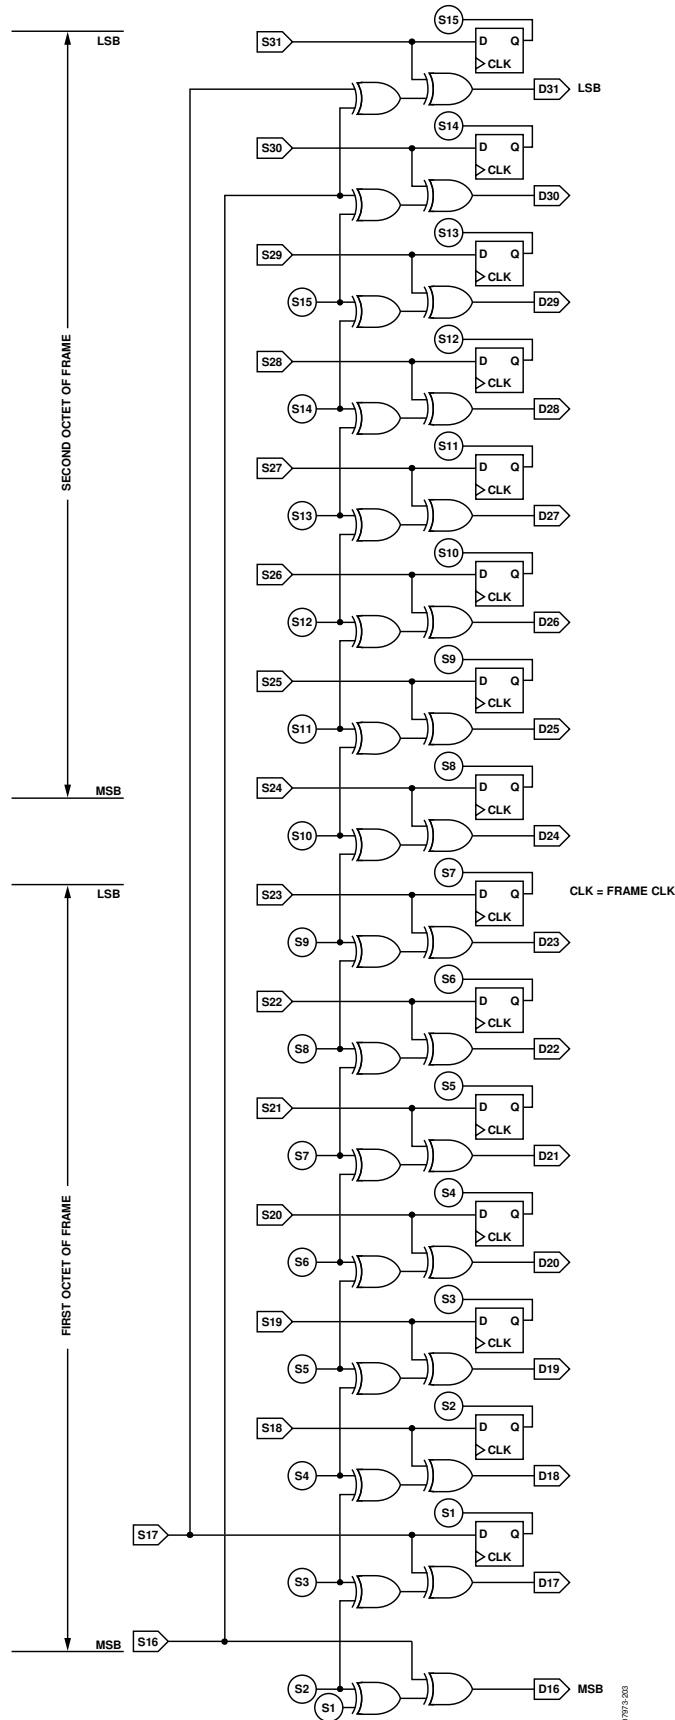 S15
LSB
S31
D Q
CLK
D31 LSB
S14
S30
D Q
CLK
D30
S13
S29
D Q
CLK
S15
D29
S12
S28
D Q
CLK
S14
D28
SECOND OCTET OF FRAME
S11
S27
D Q
CLK
S13
D27
S10
S26
D Q
CLK
S12
D26
S9
S25
D Q
CLK
S11
D25
S8
MSB
S24
D Q
CLK
S10
D24
S7
LSB
S23
D Q
CLK = FRAME CLK
CLK
S9
D23
S6
S22
D Q
CLK
S8
D22
S5
S21
D Q
CLK
S7
D21
S4
S20
D Q
CLK
S6
D20
FIRST OCTET OF FRAME
S3
S19
D Q
CLK
S5
D19
S2
S18
D Q
CLK
S4
D18
S1
S17
D Q
CLK
S3
D17
MSB
S16
S2
D16 MSB
S1